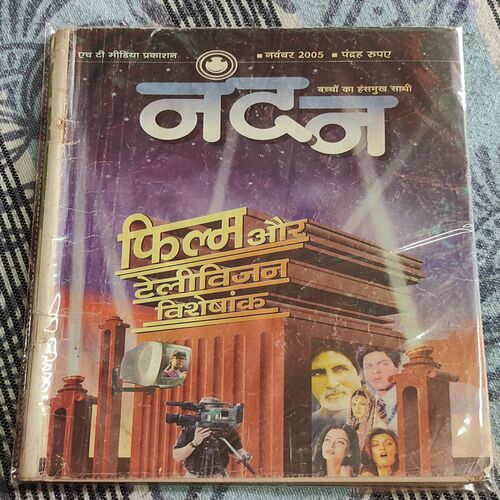 एच टी मीडिया प्रकाशन ■ नवंबर 2005 ■ पंद्रह रुपए
नंदन
बच्चों का हंसमुख साथी
फिल्म और
टेलीविजन
विशेषांक